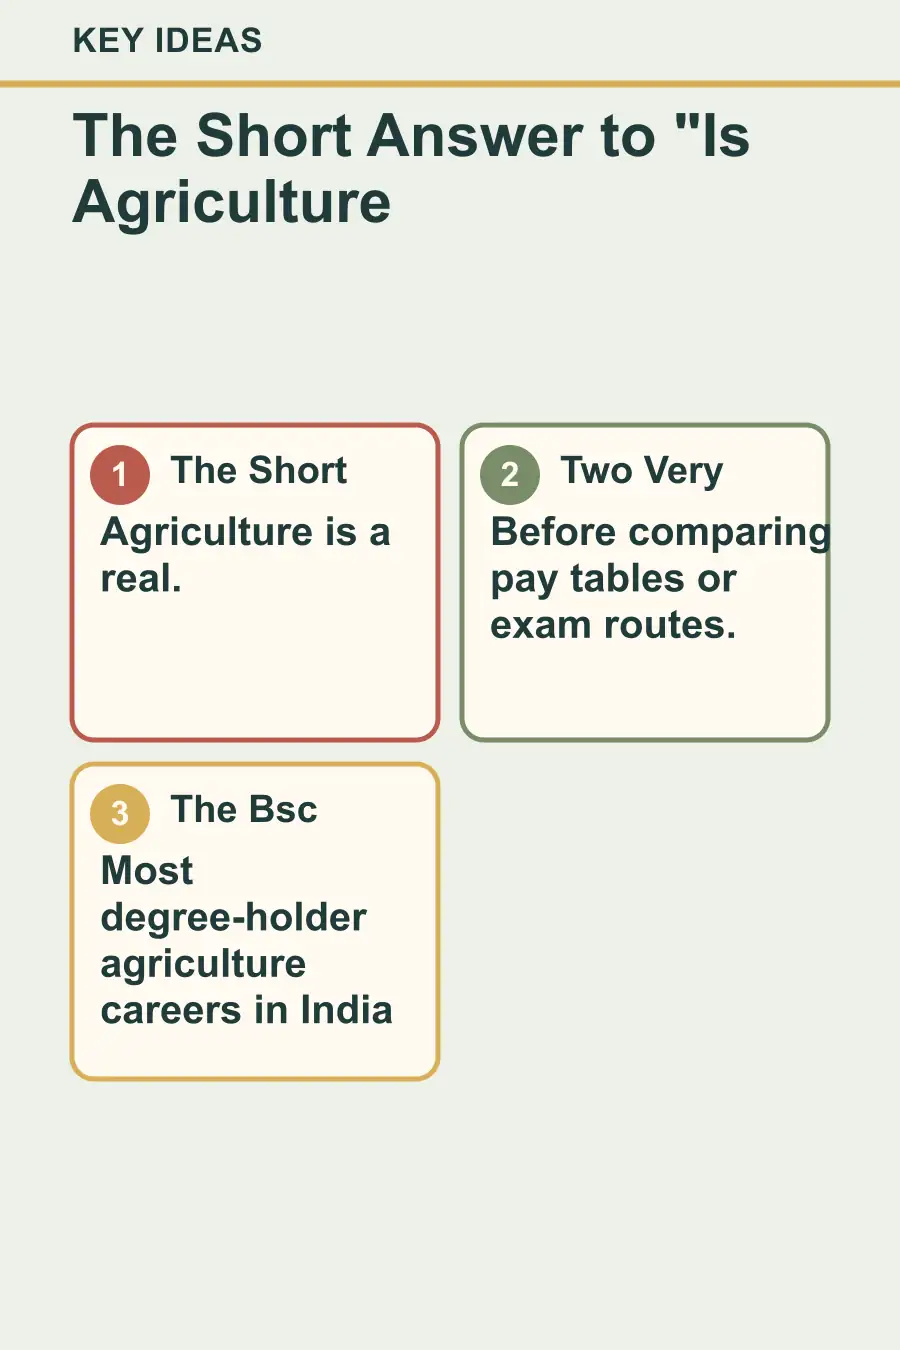 KEY IDEAS
The Short Answer to "Is
Agriculture
1 The Short
Agriculture is a
real.
2 Two Very
Before comparing
pay tables or
exam routes.
3 The Bsc
Most
degree-holder
agriculture
careers in India